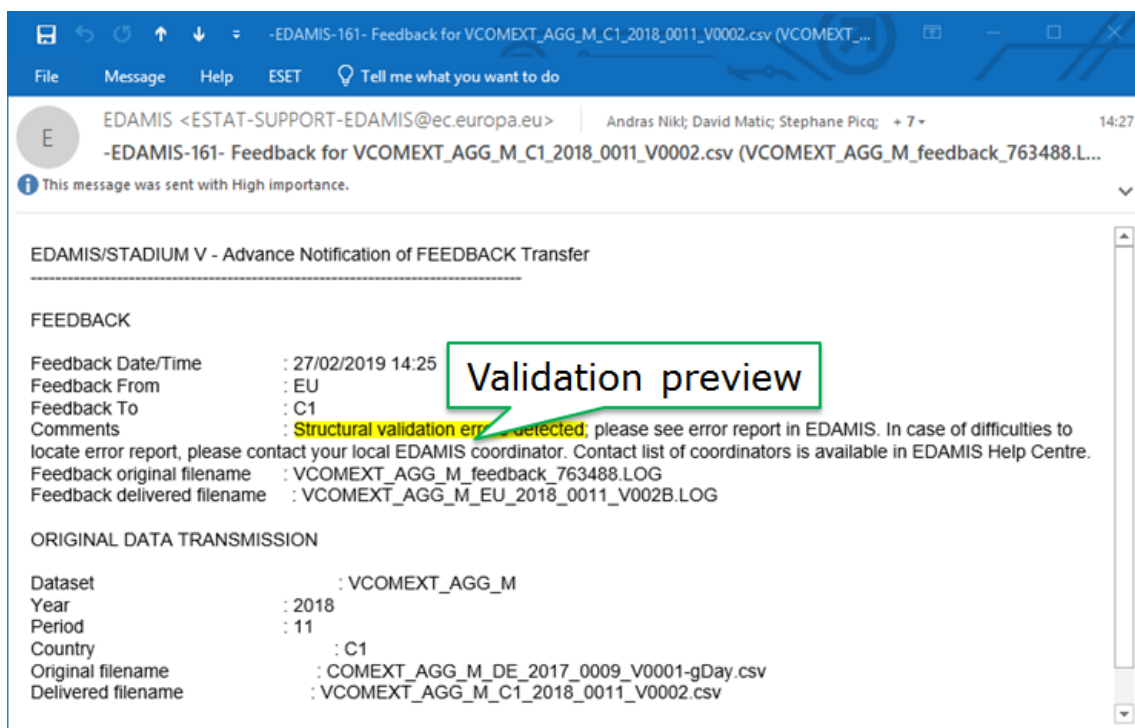 -EDAMIS-161- Feedback for VCOMEXT_AGG_M_C1_2018_0011_V0002.csv (VCOMEXT_...
File Message Help ESET Tell me what you want to do
E
EDAMIS <ESTAT-SUPPORT-EDAMIS@ec.europa.eu> Andras Nikl; David Matic; Stephane Picq; + 7 14:27
-EDAMIS-161- Feedback for VCOMEXT_AGG_M_C1_2018_0011_V0002.csv (VCOMEXT_AGG_M_feedback_763488.L...
This message was sent with High importance.
EDAMIS/STADIUM V - Advance Notification of FEEDBACK Transfer
--------------------------------------------------------------------------------
FEEDBACK
Feedback Date/Time : 27/02/2019 14:25
Feedback From : EU
Validation preview
Feedback To : C1
Comments : Structural validation errors detected; please see error report in EDAMIS. In case of difficulties to
locate error report, please contact your local EDAMIS coordinator. Contact list of coordinators is available in EDAMIS Help Centre.
Feedback original filename : VCOMEXT_AGG_M_feedback_763488.LOG
Feedback delivered filename : VCOMEXT_AGG_M_EU_2018_0011_V002B.LOG
ORIGINAL DATA TRANSMISSION
Dataset : VCOMEXT_AGG_M
Year : 2018
Period : 11
Country : C1
Original filename : COMEXT_AGG_M_DE_2017_0009_V0001-gDay.csv
Delivered filename : VCOMEXT_AGG_M_C1_2018_0011_V0002.csv